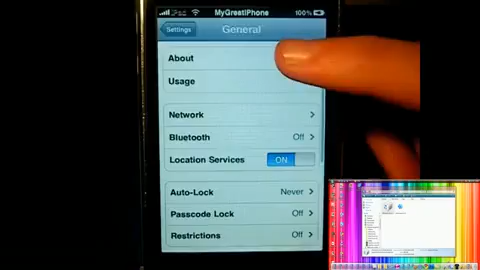 iPod
MyGreatiPhone
100%
Settings
General
About
Usage
Network
Bluetooth Off
Location Services ON
Auto-Lock Never
Passcode Lock Off
Restrictions Off